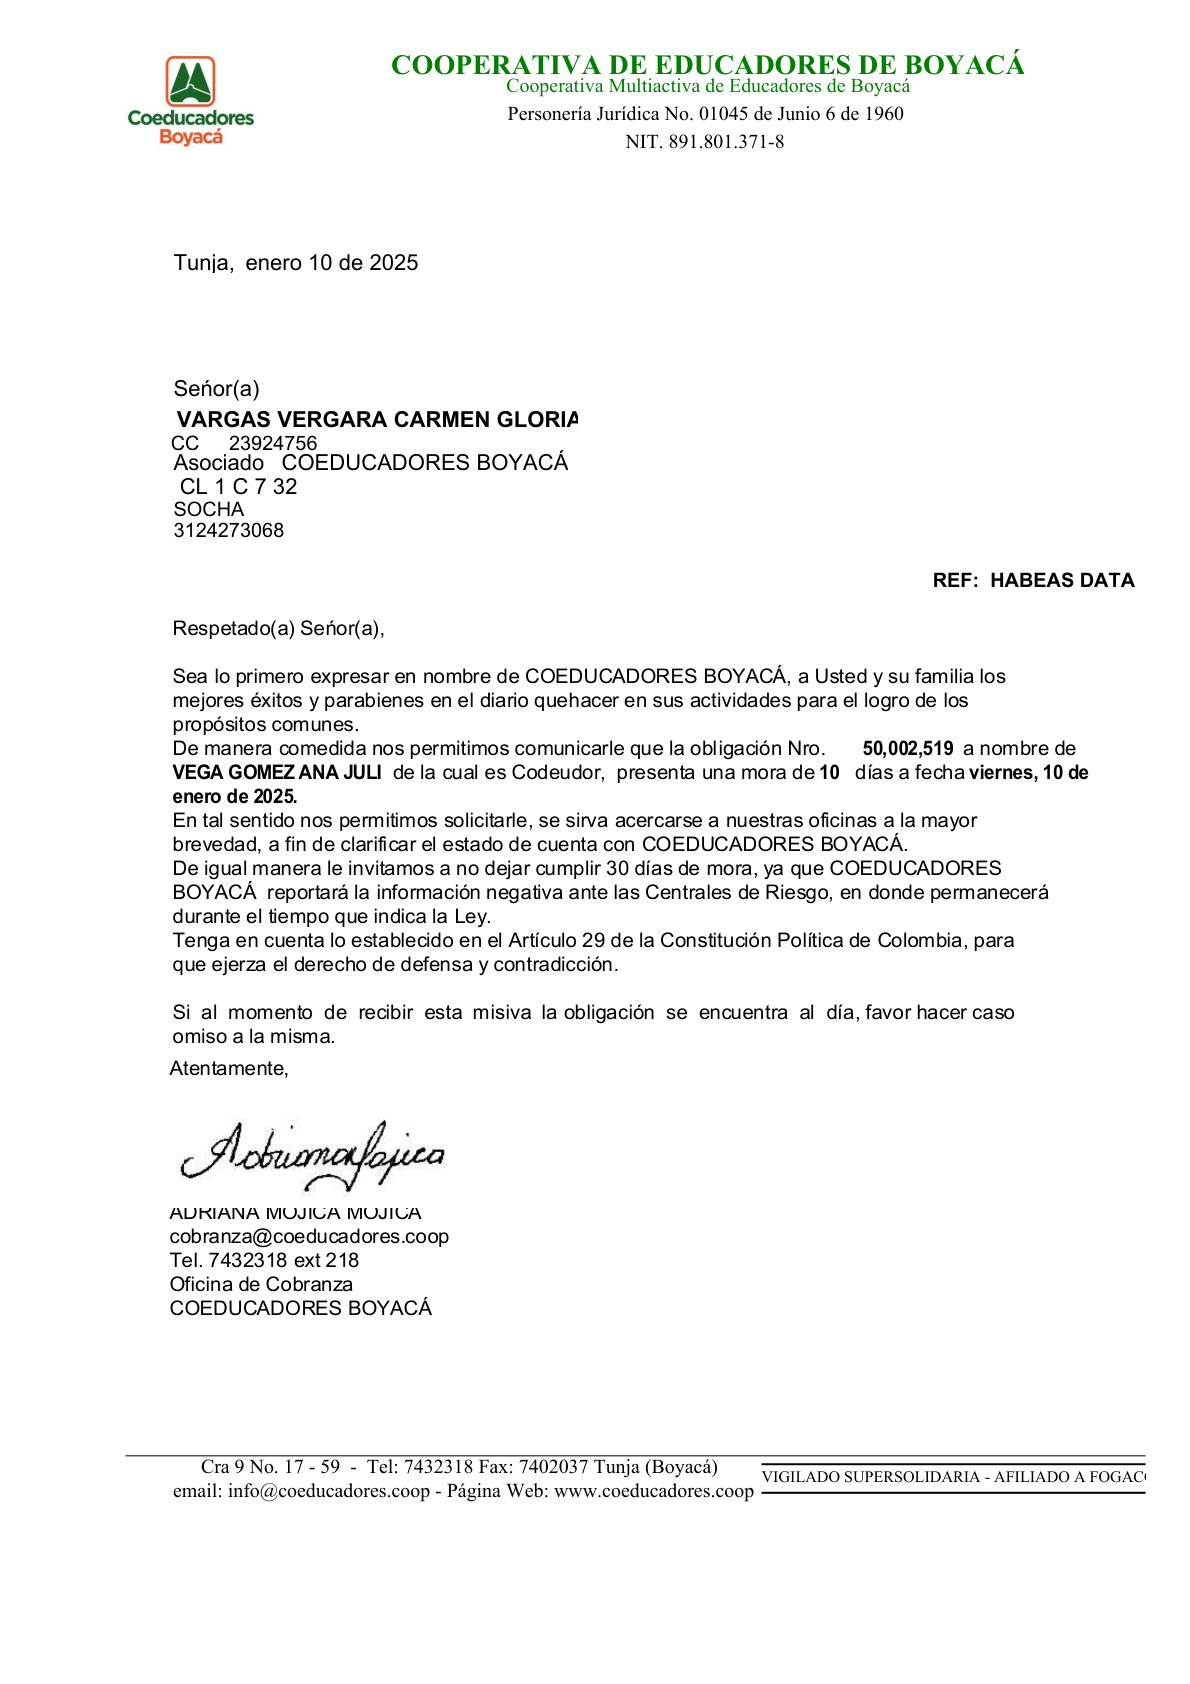 Coeducadores
Boyacá
COOPERATIVA DE EDUCADORES DE BOYACÁ
Cooperativa Multiactiva de Educadores de Boyacá
Personería Jurídica No. 01045 de Junio 6 de 1960
NIT. 891.801.371-8
Tunja, enero 10 de 2025
Seńor(a)
VARGAS VERGARA CARMEN GLORIA
CC 23924756
Asociado COEDUCADORES BOYACÁ
CL 1 C 7 32
SOCHA
3124273068
REF: HABEAS DATA
Respetado(a) Seńor(a),
Sea lo primero expresar en nombre de COEDUCADORES BOYACÁ, a Usted y su familia los
mejores éxitos y parabienes en el diario quehacer en sus actividades para el logro de los
propósitos comunes.
De manera comedida nos permitimos comunicarle que la obligación Nro. 50,002,519 a nombre de
VEGA GOMEZ ANA JULI de la cual es Codeudor, presenta una mora de 10 días a fecha viernes, 10 de
enero de 2025.
En tal sentido nos permitimos solicitarle, se sirva acercarse a nuestras oficinas a la mayor
brevedad, a fin de clarificar el estado de cuenta con COEDUCADORES BOYACÁ.
De igual manera le invitamos a no dejar cumplir 30 días de mora, ya que COEDUCADORES
BOYACÁ reportará la información negativa ante las Centrales de Riesgo, en donde permanecerá
durante el tiempo que indica la Ley.
Tenga en cuenta lo establecido en el Artículo 29 de la Constitución Política de Colombia, para
que ejerza el derecho de defensa y contradicción.
Si al momento de recibir esta misiva la obligación se encuentra al día, favor hacer caso
omiso a la misma.
Atentamente,
Adrianamojica
ADRIANA MOJICA MOJICA
cobranza@coeducadores.coop
Tel. 7432318 ext 218
Oficina de Cobranza
COEDUCADORES BOYACÁ
Cra 9 No. 17 - 59 - Tel: 7432318 Fax: 7402037 Tunja (Boyacá)
email: info@coeducadores.coop - Página Web: www.coeducadores.coop
VIGILADO SUPERSOLIDARIA - AFILIADO A FOGAC